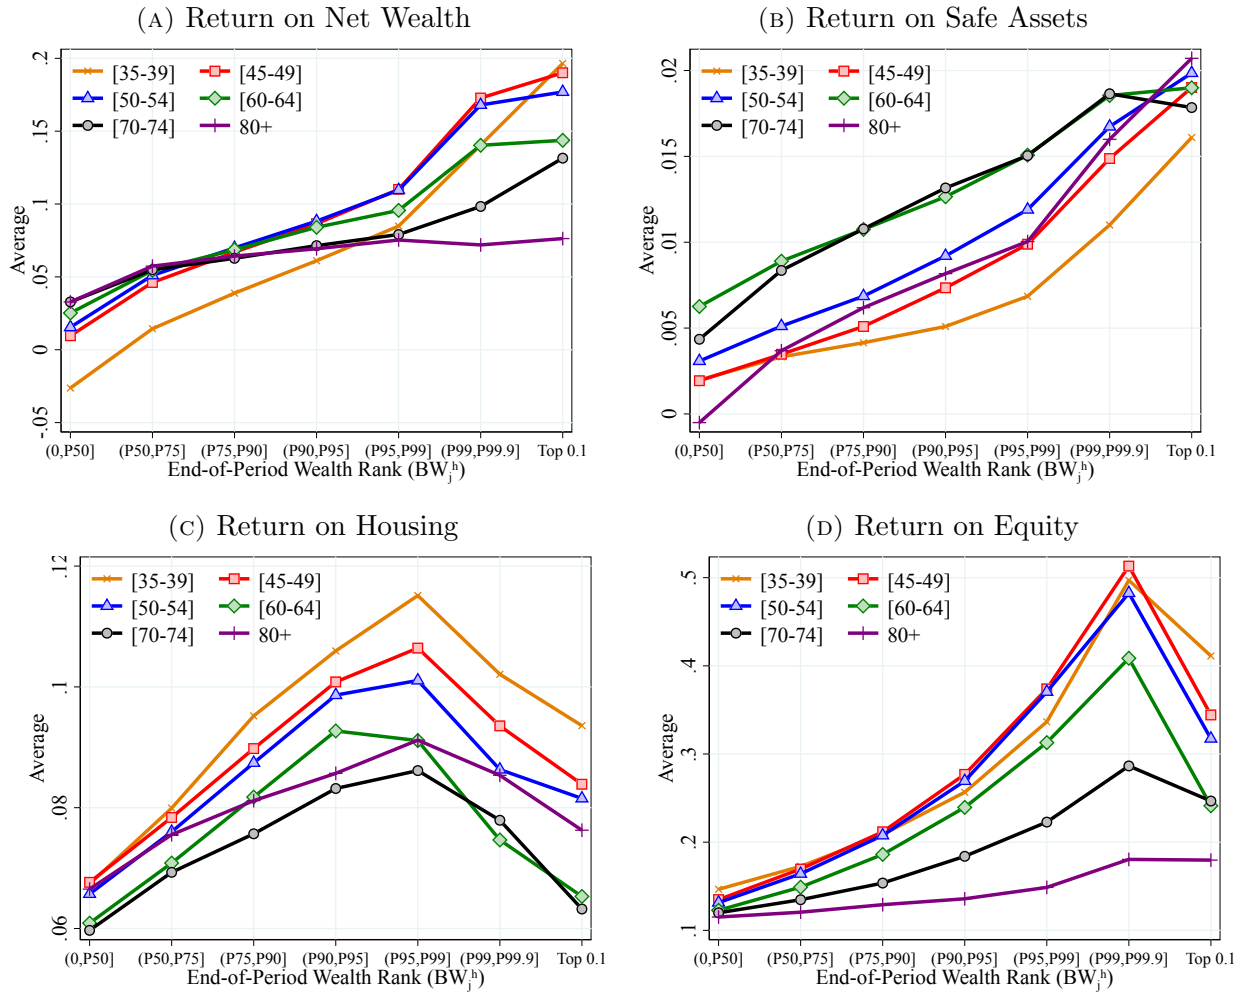 (A) Return on Net Wealth
[35-39] [45-49]
[50-54] [60-64]
[70-74] 80+
Average
.2
.15
.1
.05
0
-.05
(0,P50] (P50,P75] (P75,P90] (P90,P95] (P95,P99] (P99,P99.9] Top 0.1
End-of-Period Wealth Rank (BW_j^h)
(B) Return on Safe Assets
[35-39] [45-49]
[50-54] [60-64]
[70-74] 80+
Average
.02
.015
.01
.005
0
(0,P50] (P50,P75] (P75,P90] (P90,P95] (P95,P99] (P99,P99.9] Top 0.1
End-of-Period Wealth Rank (BW_j^h)
(C) Return on Housing
[35-39] [45-49]
[50-54] [60-64]
[70-74] 80+
Average
.12
.1
.08
.06
(0,P50] (P50,P75] (P75,P90] (P90,P95] (P95,P99] (P99,P99.9] Top 0.1
End-of-Period Wealth Rank (BW_j^h)
(D) Return on Equity
[35-39] [45-49]
[50-54] [60-64]
[70-74] 80+
Average
.5
.4
.3
.2
.1
(0,P50] (P50,P75] (P75,P90] (P90,P95] (P95,P99] (P99,P99.9] Top 0.1
End-of-Period Wealth Rank (BW_j^h)